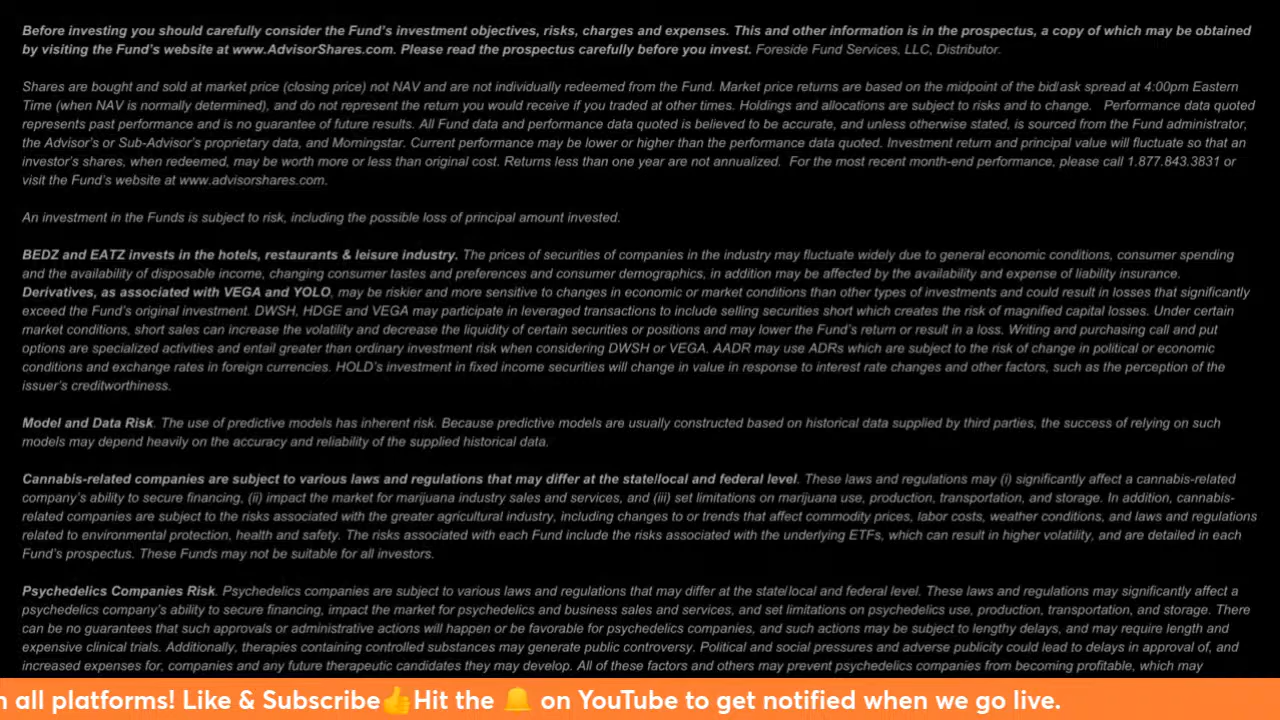 Before investing you should carefully consider the Fund's investment objectives, risks, charges and expenses. This and other information is in the prospectus, a copy of which may be obtained
by visiting the Fund's website at www.AdvisorShares.com. Please read the prospectus carefully before you invest. Foreside Fund Services, LLC, Distributor.
Shares are bought and sold at market price (closing price) not NAV and are not individually redeemed from the Fund. Market price returns are based on the midpoint of the bid/ask spread at 4:00pm Eastern
Time (when NAV is normally determined), and do not represent the return you would receive if you traded at other times. Holdings and allocations are subject to risks and to change. Performance data quoted
represents past performance and is no guarantee of future results. All Fund data and performance data quoted is believed to be accurate, and unless otherwise stated, is sourced from the Fund administrator,
the Advisor's or Sub-Advisor's proprietary data, and Morningstar. Current performance may be lower or higher than the performance data quoted. Investment return and principal value will fluctuate so that an
investor's shares, when redeemed, may be worth more or less than original cost. Returns less than one year are not annualized. For the most recent month-end performance, please call 1.877.843.3831 or
visit the Fund's website at www.advisorshares.com.
An investment in the Funds is subject to risk, including the possible loss of principal amount invested.
BEDZ and EATZ invests in the hotels, restaurants & leisure industry. The prices of securities of companies in the industry may fluctuate widely due to general economic conditions, consumer spending
and the availability of disposable income, changing consumer tastes and preferences and consumer demographics, in addition may be affected by the availability and expense of liability insurance.
Derivatives, as associated with VEGA and YOLO, may be riskier and more sensitive to changes in economic or market conditions than other types of investments and could result in losses that significantly
exceed the Fund's original investment. DWSH, HDGE and VEGA may participate in leveraged transactions to include selling securities short which creates the risk of magnified capital losses. Under certain
market conditions, short sales can increase the volatility and decrease the liquidity of certain securities or positions and may lower the Fund's return or result in a loss. Writing and purchasing call and put
options are specialized activities and entail greater than ordinary investment risk when considering DWSH or VEGA. AADR may use ADRs which are subject to the risk of change in political or economic
conditions and exchange rates in foreign currencies. HOLD's investment in fixed income securities will change in value in response to interest rate changes and other factors, such as the perception of the
issuer's creditworthiness.
Model and Data Risk. The use of predictive models has inherent risk. Because predictive models are usually constructed based on historical data supplied by third parties, the success of relying on such
models may depend heavily on the accuracy and reliability of the supplied historical data.
Cannabis-related companies are subject to various laws and regulations that may differ at the state/local and federal level. These laws and regulations may (i) significantly affect a cannabis-related
company's ability to secure financing, (ii) impact the market for marijuana industry sales and services, and (iii) set limitations on marijuana use, production, transportation, and storage. In addition, cannabis-
related companies are subject to the risks associated with the greater agricultural industry, including changes to or trends that affect commodity prices, labor costs, weather conditions, and laws and regulations
related to environmental protection, health and safety. The risks associated with each Fund include the risks associated with the underlying ETFs, which can result in higher volatility, and are detailed in each
Fund's prospectus. These Funds may not be suitable for all investors.
Psychedelics Companies Risk. Psychedelics companies are subject to various laws and regulations that may differ at the state/local and federal level. These laws and regulations may significantly affect a
psychedelics company's ability to secure financing, impact the market for psychedelics and business sales and services, and set limitations on psychedelics use, production, transportation, and storage. There
can be no guarantees that such approvals or administrative actions will happen or be favorable for psychedelics companies, and such actions may be subject to lengthy delays, and may require length and
expensive clinical trials. Additionally, therapies containing controlled substances may generate public controversy. Political and social pressures and adverse publicity could lead to delays in approval of, and
increased expenses for, companies and any future therapeutic candidates they may develop. All of these factors and others may prevent psychedelics companies from becoming profitable, which may
n all platforms! Like & Subscribe👍Hit the 🔔 on YouTube to get notified when we go live.